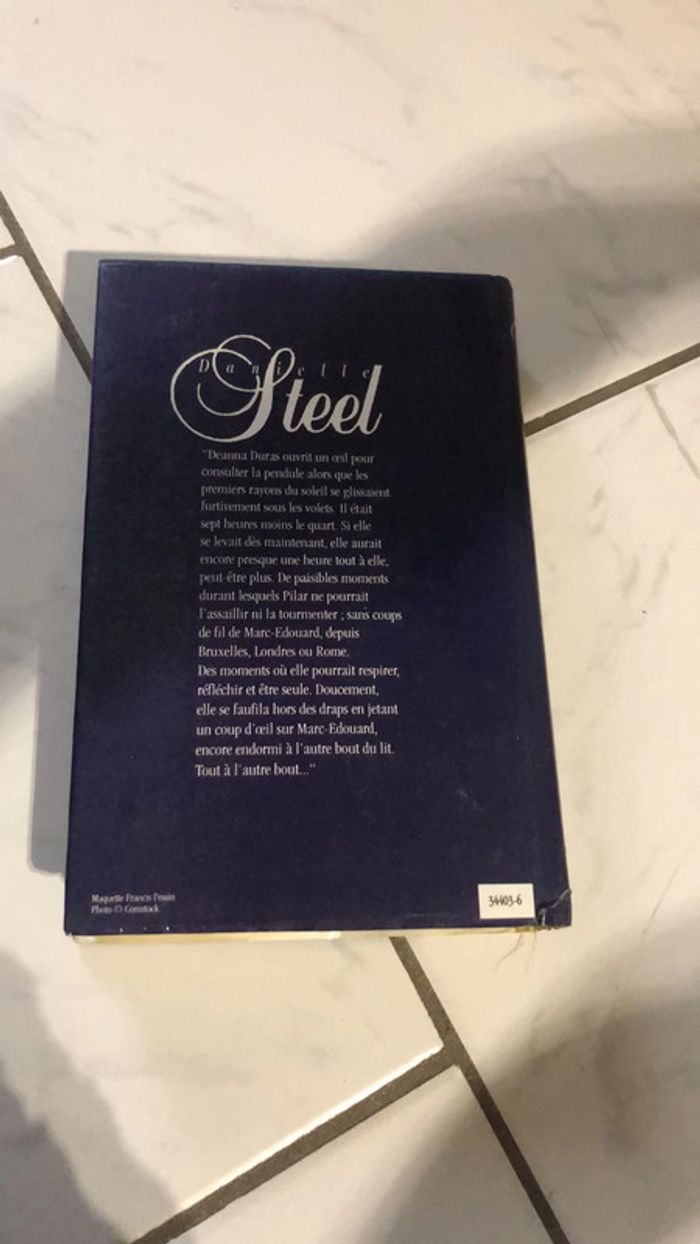 Danielle
Steel
"Deanna Duras ouvrit un œil pour
consulter la pendule alors que les
premiers rayons du soleil se glissaient
furtivement sous les volets. Il était
sept heures moins le quart. Si elle
se levait dès maintenant, elle aurait
encore presque une heure tout à elle,
peut-être plus. De paisibles moments
durant lesquels Pilar ne pourrait
l'assaillir ni la tourmenter ; sans coups
de fil de Marc-Edouard, depuis
Bruxelles, Londres ou Rome.
Des moments où elle pourrait respirer,
réfléchir et être seule. Doucement,
elle se faufila hors des draps en jetant
un coup d'œil sur Marc-Edouard,
encore endormi à l'autre bout du lit.
Tout à l'autre bout..."
Maquette Francis
Photo © Comstock
34403-6